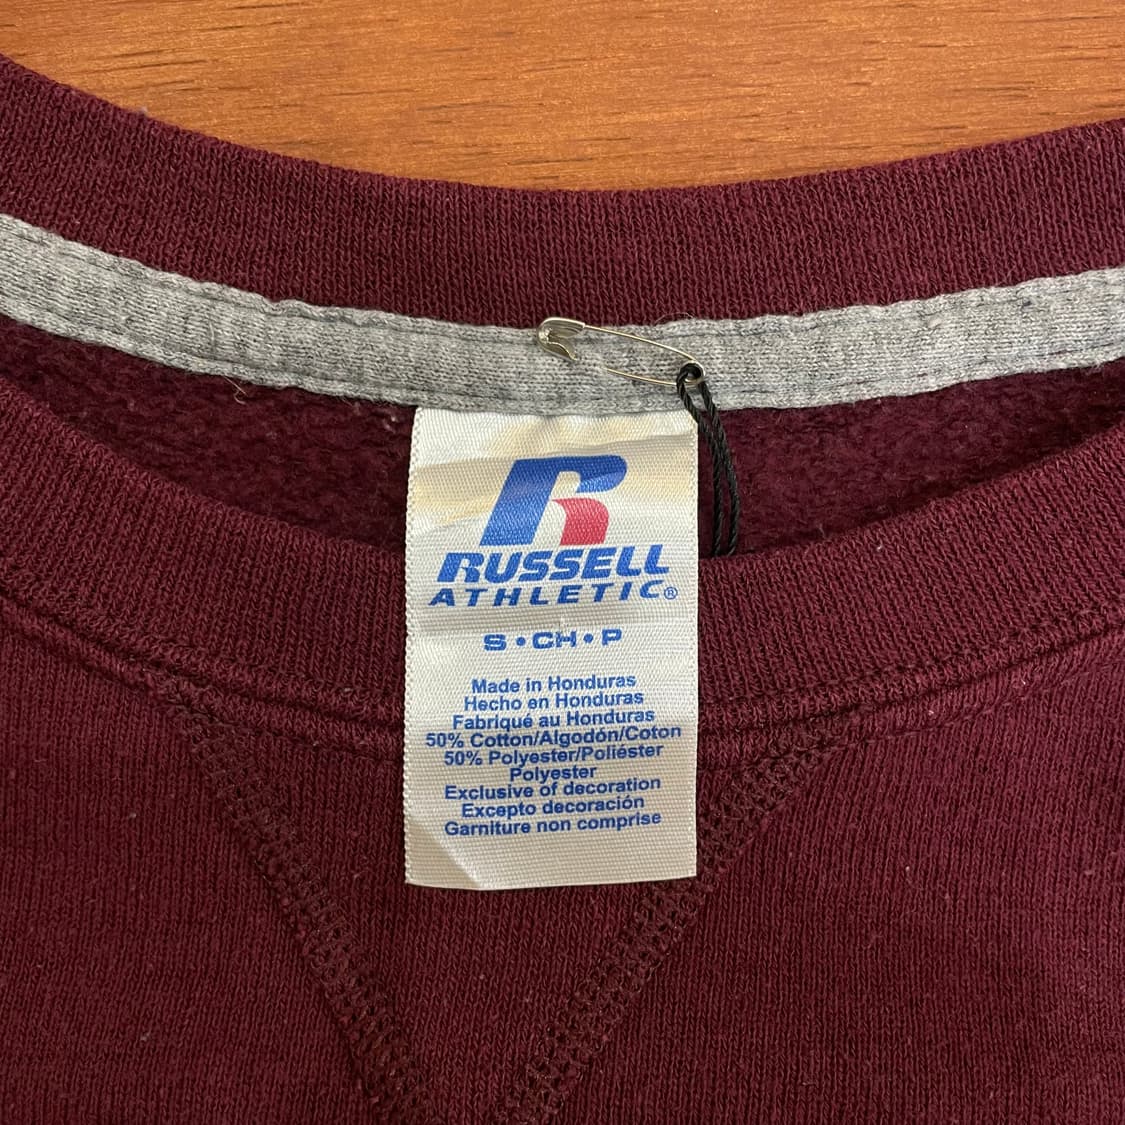 R
RUSSELL
ATHLETIC®
S • CH • P
Made in Honduras
Hecho en Honduras
Fabriqué au Honduras
50% Cotton/Algodón/Coton
50% Polyester/Poliéster
Polyester
Exclusive of decoration
Excepto decoración
Garniture non comprise